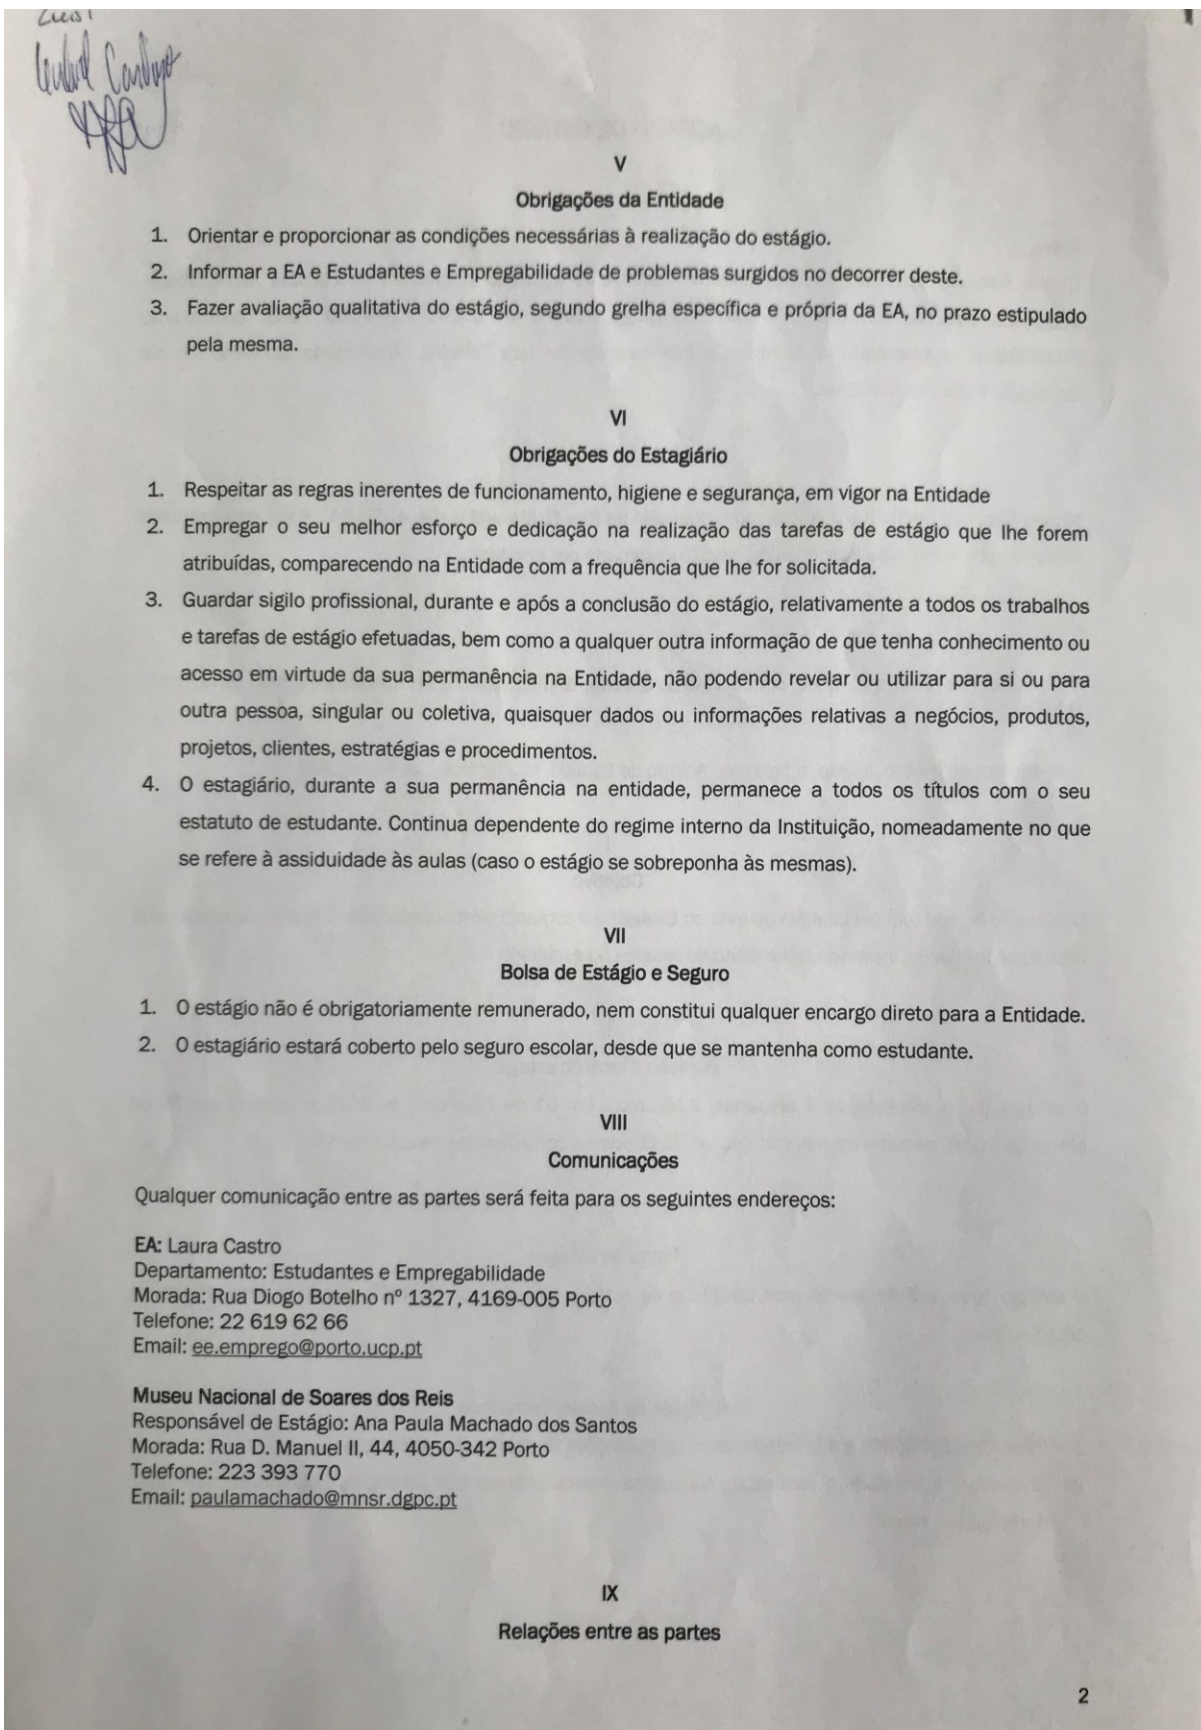 V
Obrigações da Entidade
1. Orientar e proporcionar as condições necessárias à realização do estágio.
2. Informar a EA e Estudantes e Empregabilidade de problemas surgidos no decorrer deste.
3. Fazer avaliação qualitativa do estágio, segundo grelha específica e própria da EA, no prazo estipulado
pela mesma.
VI
Obrigações do Estagiário
1. Respeitar as regras inerentes de funcionamento, higiene e segurança, em vigor na Entidade
2. Empregar o seu melhor esforço e dedicação na realização das tarefas de estágio que lhe forem
atribuídas, comparecendo na Entidade com a frequência que lhe for solicitada.
3. Guardar sigilo profissional, durante e após a conclusão do estágio, relativamente a todos os trabalhos
e tarefas de estágio efetuadas, bem como a qualquer outra informação de que tenha conhecimento ou
acesso em virtude da sua permanência na Entidade, não podendo revelar ou utilizar para si ou para
outra pessoa, singular ou coletiva, quaisquer dados ou informações relativas a negócios, produtos,
projetos, clientes, estratégias e procedimentos.
4. O estagiário, durante a sua permanência na entidade, permanece a todos os títulos com o seu
estatuto de estudante. Continua dependente do regime interno da Instituição, nomeadamente no que
se refere à assiduidade às aulas (caso o estágio se sobreponha às mesmas).
VII
Bolsa de Estágio e Seguro
1. O estágio não é obrigatoriamente remunerado, nem constitui qualquer encargo direto para a Entidade.
2. O estagiário estará coberto pelo seguro escolar, desde que se mantenha como estudante.
VIII
Comunicações
Qualquer comunicação entre as partes será feita para os seguintes endereços:
EA: Laura Castro
Departamento: Estudantes e Empregabilidade
Morada: Rua Diogo Botelho nº 1327, 4169-005 Porto
Telefone: 22 619 62 66
Email: ee.emprego@porto.ucp.pt
Museu Nacional de Soares dos Reis
Responsável de Estágio: Ana Paula Machado dos Santos
Morada: Rua D. Manuel II, 44, 4050-342 Porto
Telefone: 223 393 770
Email: paulamachado@mnsr.dgpc.pt
IX
Relações entre as partes
2